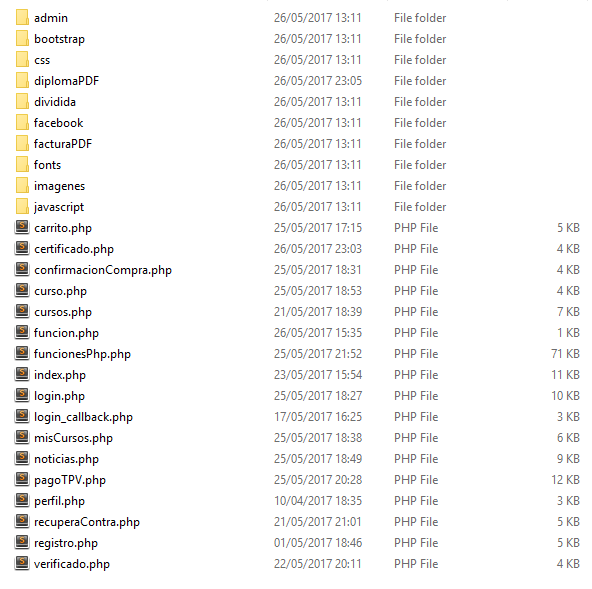 admin 26/05/2017 13:11 File folder
bootstrap 26/05/2017 13:11 File folder
css 26/05/2017 13:11 File folder
diplomaPDF 26/05/2017 23:05 File folder
dividida 26/05/2017 13:11 File folder
facebook 26/05/2017 13:11 File folder
facturaPDF 26/05/2017 13:11 File folder
fonts 26/05/2017 13:11 File folder
imagenes 26/05/2017 13:11 File folder
javascript 26/05/2017 13:11 File folder
carrito.php 25/05/2017 17:15 PHP File 5 KB
certificado.php 26/05/2017 23:03 PHP File 4 KB
confirmacionCompra.php 25/05/2017 18:31 PHP File 4 KB
curso.php 25/05/2017 18:53 PHP File 4 KB
cursos.php 21/05/2017 18:39 PHP File 7 KB
funcion.php 26/05/2017 15:35 PHP File 1 KB
funcionesPhp.php 25/05/2017 21:52 PHP File 71 KB
index.php 23/05/2017 15:54 PHP File 11 KB
login.php 25/05/2017 18:27 PHP File 10 KB
login_callback.php 17/05/2017 16:25 PHP File 3 KB
misCursos.php 25/05/2017 18:38 PHP File 6 KB
noticias.php 25/05/2017 18:49 PHP File 9 KB
pagoTPV.php 25/05/2017 20:28 PHP File 12 KB
perfil.php 10/04/2017 18:35 PHP File 3 KB
recuperaContra.php 21/05/2017 21:01 PHP File 5 KB
registro.php 01/05/2017 18:46 PHP File 5 KB
verificado.php 22/05/2017 20:11 PHP File 4 KB